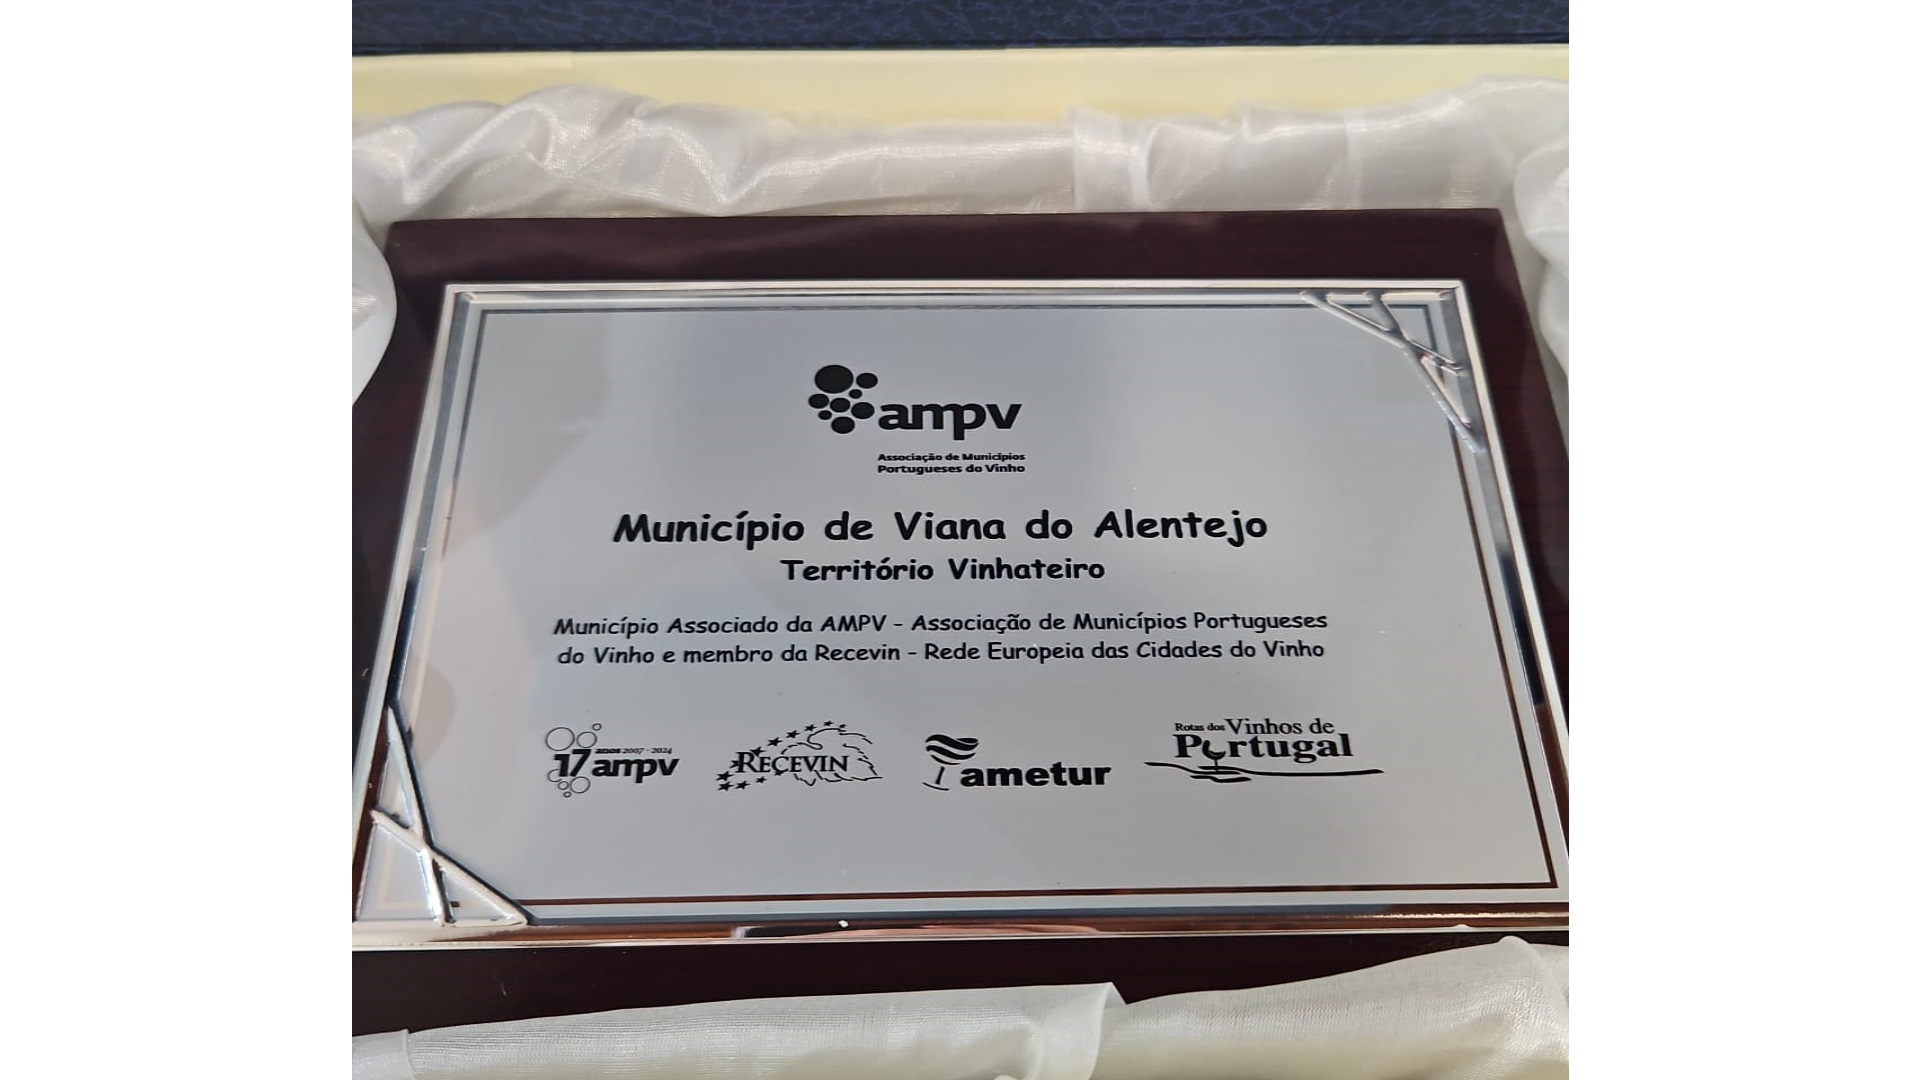 ampv
Associação de Municípios
Portugueses do Vinho
Município de Viana do Alentejo
Território Vinhateiro
Município Associado da AMPV - Associação de Municípios Portugueses
do Vinho e membro da Recevin - Rede Europeia das Cidades do Vinho
17 anos 2007 - 2024
ampv
RECEVIN
ametur
Rotas dos Vinhos de
Portugal